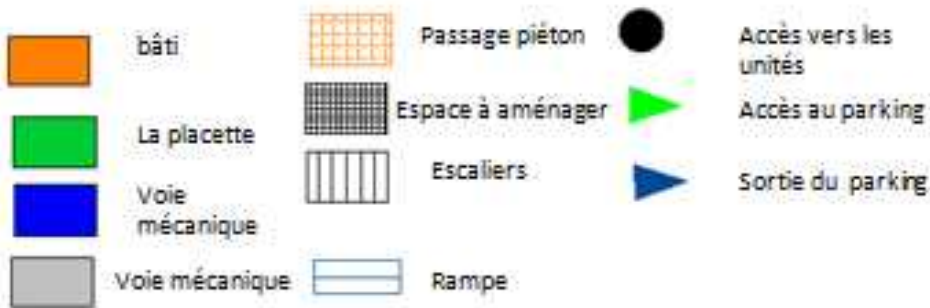 bâti
La placette
Voie
mécanique
Voie mécanique
Passage piéton
Espace à aménager
Escaliers
Rampe
Accès vers les
unités
Accès au parking
Sortie du parking